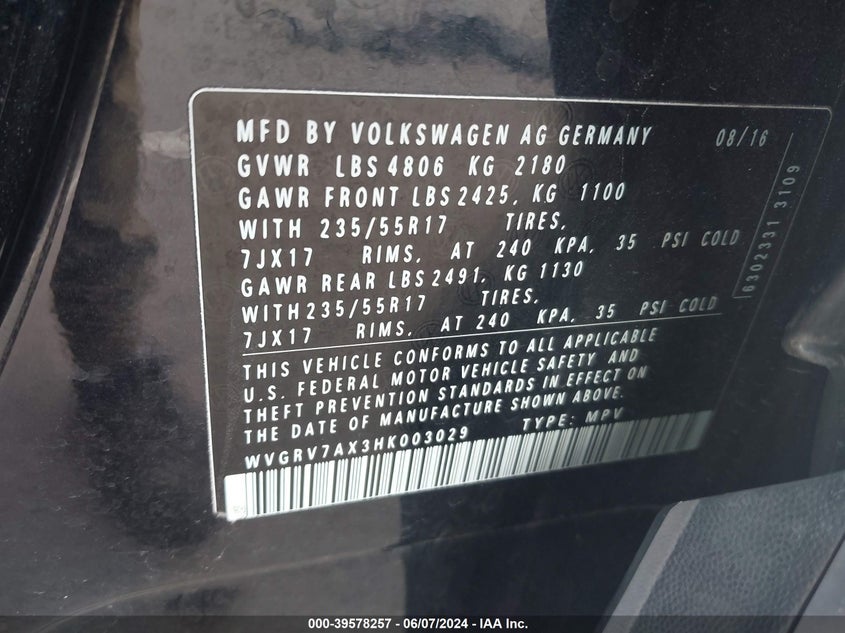 MFD BY VOLKSWAGEN AG GERMANY 08/16
GVWR LBS 4806 KG 2180
GAWR FRONT LBS 2425, KG 1100
WITH 235/55R17 TIRES,
7JX17 RIMS, AT 240 KPA, 35 PSI COLD
GAWR REAR LBS 2491, KG 1130
WITH 235/55R17 TIRES,
7JX17 RIMS, AT 240 KPA, 35 PSI COLD
THIS VEHICLE CONFORMS TO ALL APPLICABLE
U.S. FEDERAL MOTOR VEHICLE SAFETY AND
THEFT PREVENTION STANDARDS IN EFFECT ON
THE DATE OF MANUFACTURE SHOWN ABOVE.
WVGRV7AX3HK003029 TYPE: MPV
6302331 3109
000-39578257 - 06/07/2024 - IAA Inc.